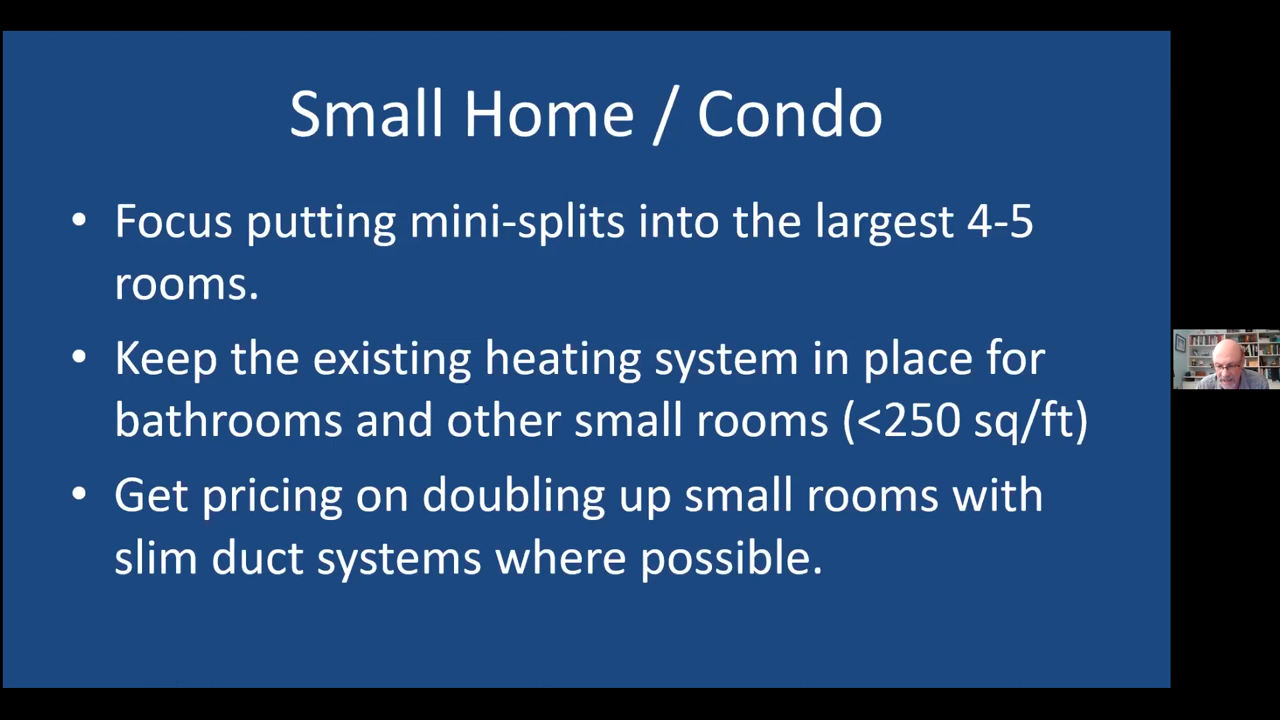 Small Home / Condo
• Focus putting mini-splits into the largest 4-5
rooms.
• Keep the existing heating system in place for
bathrooms and other small rooms (<250 sq/ft)
• Get pricing on doubling up small rooms with
slim duct systems where possible.